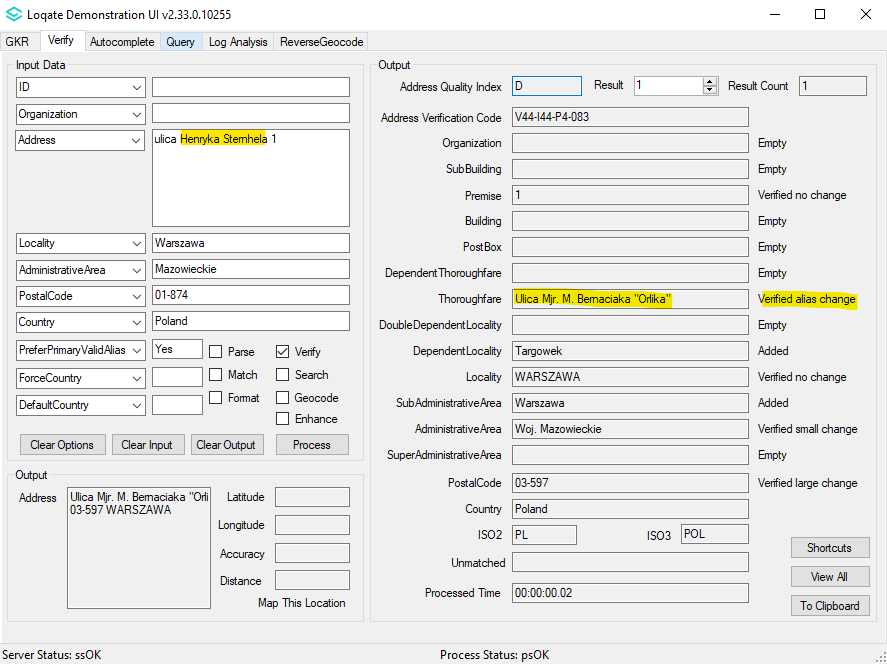 Loqate Demonstration UI v2.33.0.10255
GKR Verify Autocomplete Query Log Analysis ReverseGeocode
Input Data
ID
Organization
Address ulica Henryka Sternhela 1
Locality Warszawa
AdministrativeArea Mazowieckie
PostalCode 01-874
Country Poland
PreferPrimaryValidAlias Yes Parse Verify
ForceCountry Match Search
DefaultCountry Format Geocode
Enhance
Clear Options Clear Input Clear Output Process
Output
Address Ulica Mjr. M. Bernaciaka "Orli
03-597 WARSZAWA
Latitude
Longitude
Accuracy
Distance
Map This Location
Output
Address Quality Index D Result 1 Result Count 1
Address Verification Code V44-I44-P4-083
Organization Empty
SubBuilding Empty
Premise 1 Verified no change
Building Empty
PostBox Empty
DependentThoroughfare Empty
Thoroughfare Ulica Mjr. M. Bernaciaka "Orlika" Verified alias change
DoubleDependentLocality Empty
DependentLocality Targowek Added
Locality WARSZAWA Verified no change
SubAdministrativeArea Warszawa Added
AdministrativeArea Woj. Mazowieckie Verified small change
SuperAdministrativeArea Empty
PostalCode 03-597 Verified large change
Country Poland
ISO2 PL ISO3 POL
Unmatched
Processed Time 00:00:00.02
Shortcuts
View All
To Clipboard
Server Status: ssOK Process Status: psOK